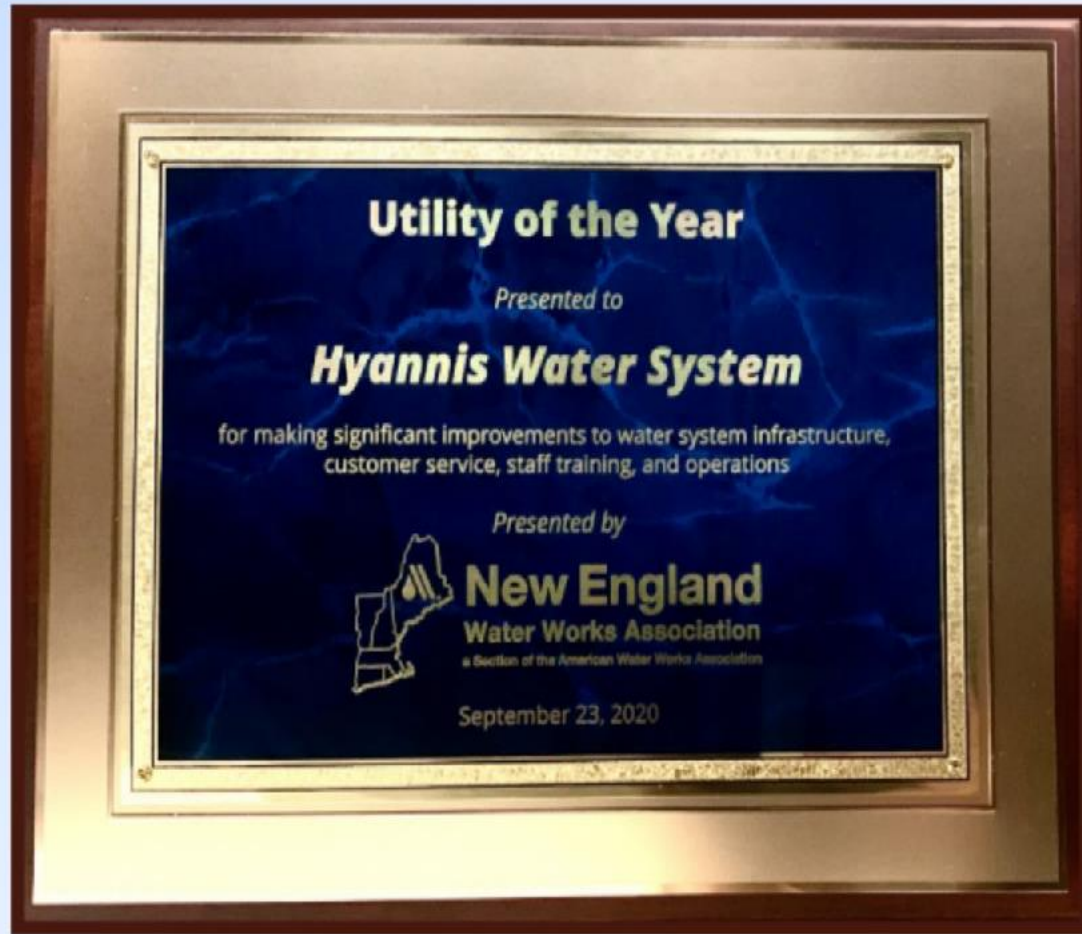 Utility of the Year
Presented to
Hyannis Water System
for making significant improvements to water system infrastructure,
customer service, staff training, and operations
Presented by
New England
Water Works Association
a Section of the American Water Works Association
September 23, 2020